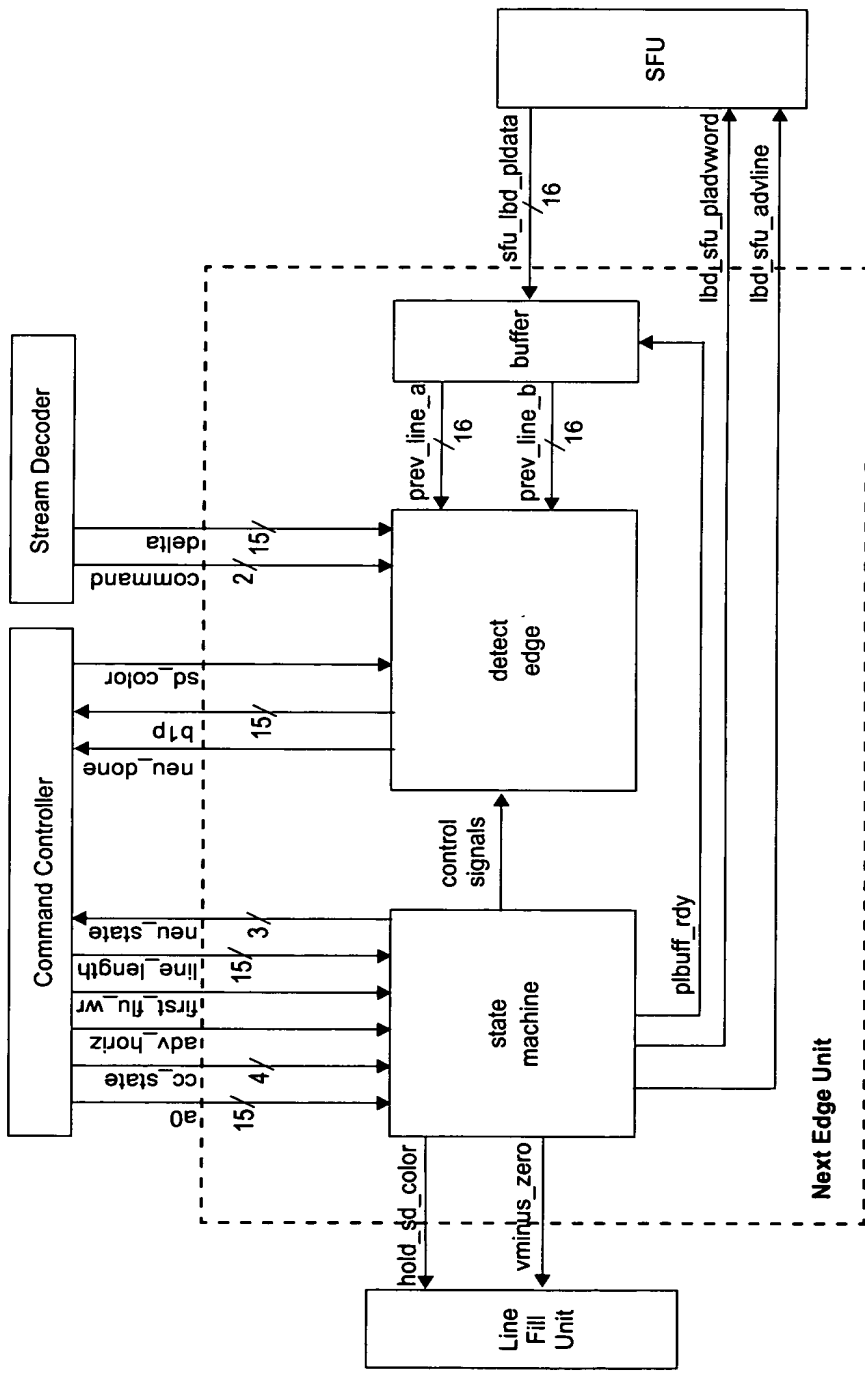 Command Controller
Stream Decoder
a0
15
cc_state
4
adv_horiz
first_flu_wr
line_length
15
neu_state
3
neu_done
b1p
15
sd_color
command
2
delta
15
hold_sd_color
vminus_zero
Line
Fill
Unit
state
machine
control
signals
detect
edge
prev_line_a
16
prev_line_b
16
buffer
sfu_lbd_pldata
16
SFU
plbuff_rdy
lbd_sfu_pladvword
lbd_sfu_advline
Next Edge Unit